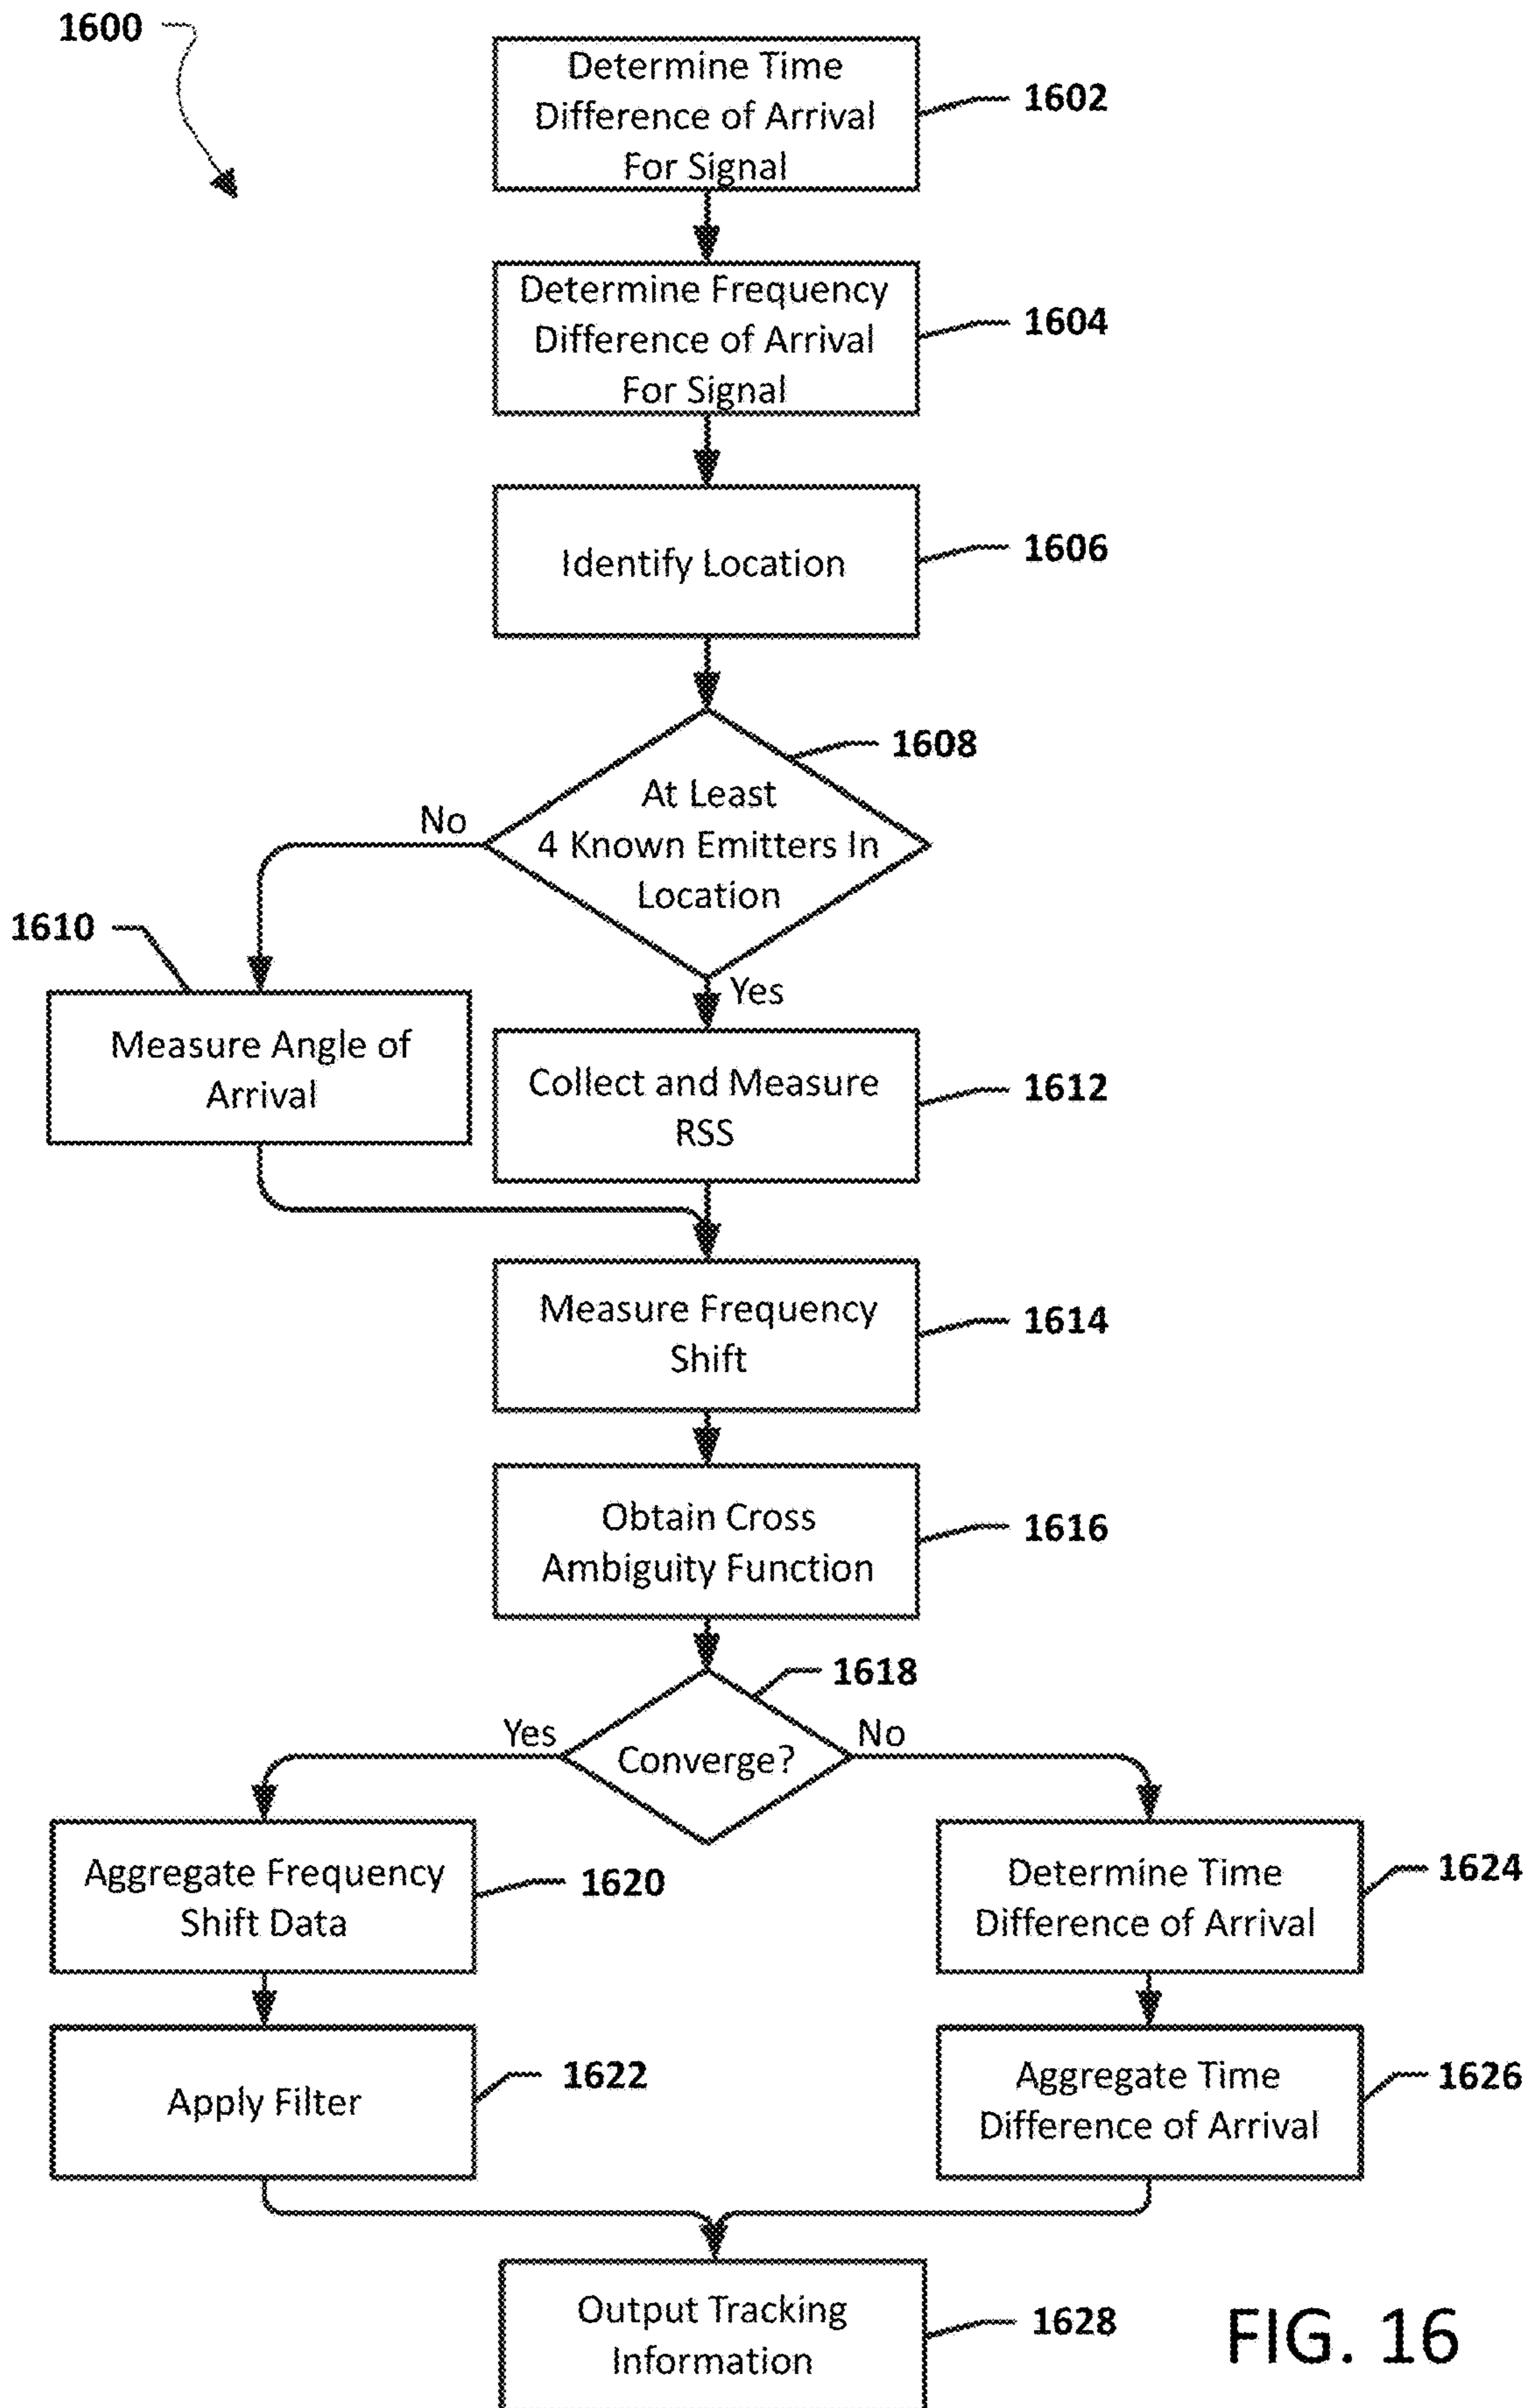 1600
Determine Time
Difference of Arrival
For Signal
1602
Determine Frequency
Difference of Arrival
For Signal
1604
Identify Location
1606
1608
At Least
4 Known Emitters In
Location
No
Yes
1610
Measure Angle of
Arrival
Collect and Measure
RSS
1612
Measure Frequency
Shift
1614
Obtain Cross
Ambiguity Function
1616
1618
Converge?
Yes
No
Aggregate Frequency
Shift Data
1620
Determine Time
Difference of Arrival
1624
Apply Filter
1622
Aggregate Time
Difference of Arrival
1626
Output Tracking
Information
1628
FIG. 16